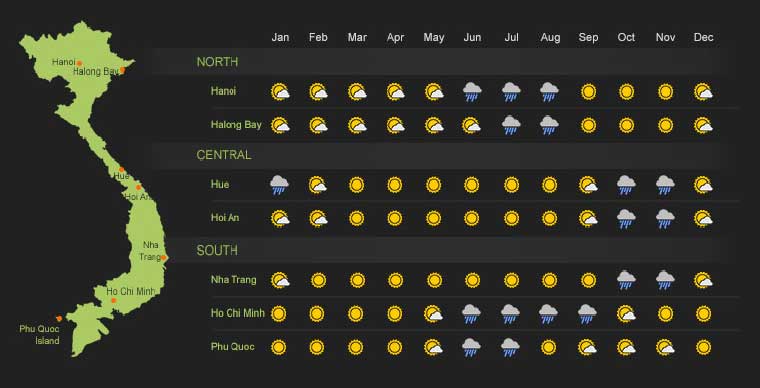 Jan Feb Mar Apr May Jun Jul Aug Sep Oct Nov Dec
NORTH
Hanoi
Halong Bay
CENTRAL
Hue
Hoi An
SOUTH
Nha Trang
Ho Chi Minh
Phu Quoc
Hanoi
Halong Bay
Hue
Hoi An
Nha
Trang
Ho Chi Minh
Phu Quoc
Island